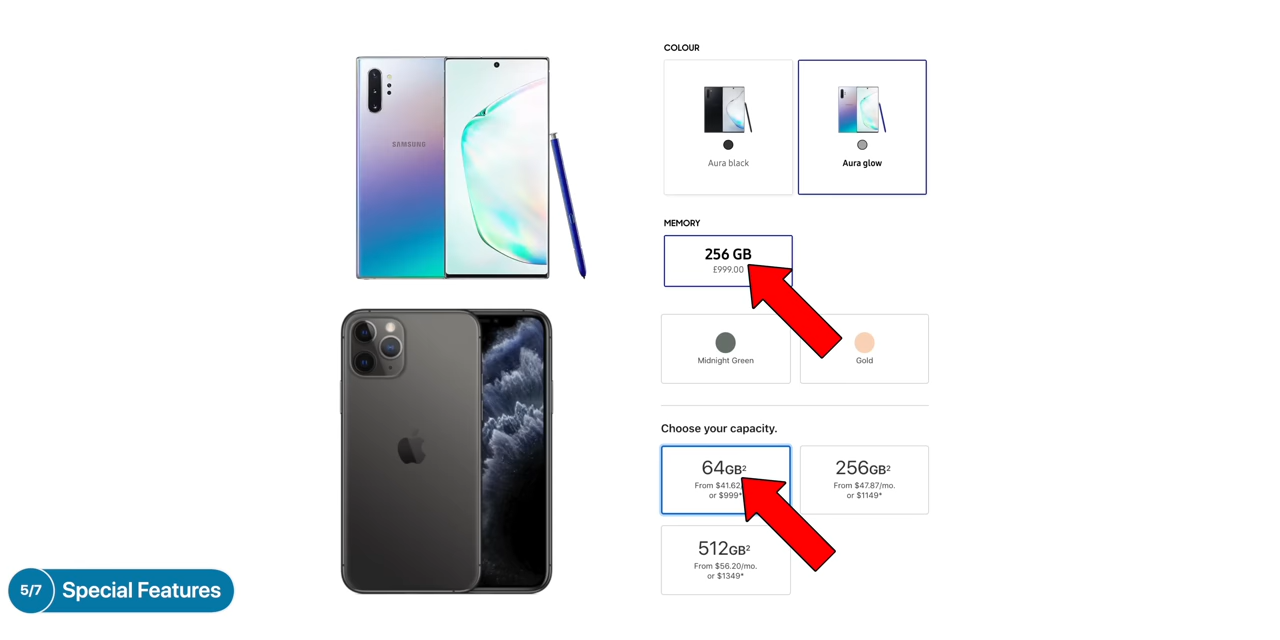 COLOUR
SAMSUNG
Aura black
Aura glow
MEMORY
256 GB
£999.00
Midnight Green
Gold
Choose your capacity.
64GB²
From $41.62
or $999*
256GB²
From $47.87/mo.
or $1149*
512GB²
From $56.20/mo.
or $1349*
5/7 Special Features